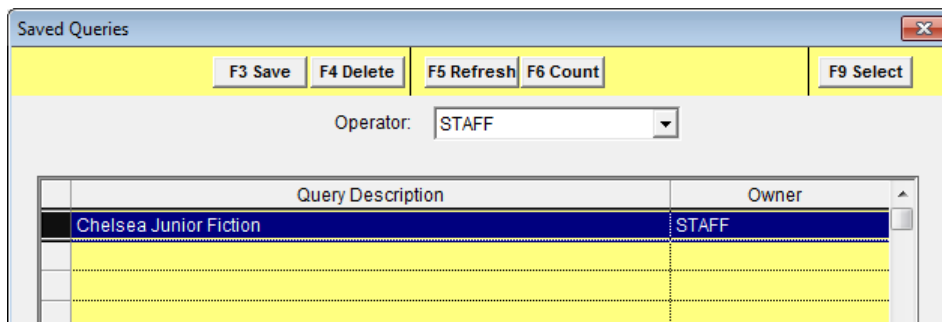 Saved Queries
F3 Save F4 Delete F5 Refresh F6 Count F9 Select
Operator: STAFF
Query Description Owner
Chelsea Junior Fiction STAFF